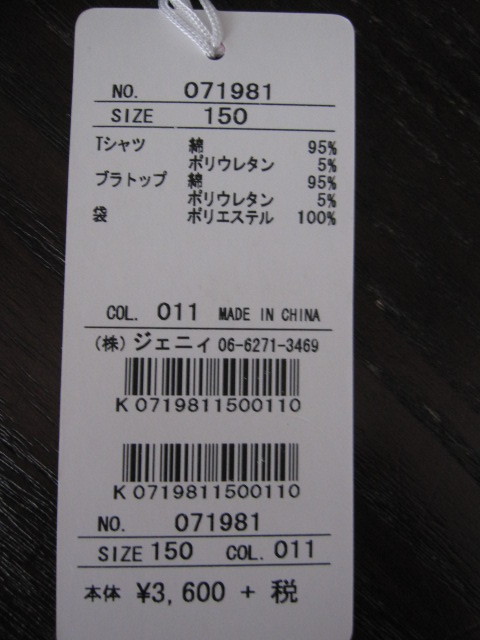 NO. 071981
SIZE 150
Tシャツ 綿 95%
ポリウレタン 5%
ブラトップ 綿 95%
ポリウレタン 5%
袋 ポリエステル 100%
COL. 011 MADE IN CHINA
(株) ジェニィ 06-6271-3469
K0719811500110
K0719811500110
NO. 071981
SIZE 150 COL. 011
本体 ¥3,600 + 税